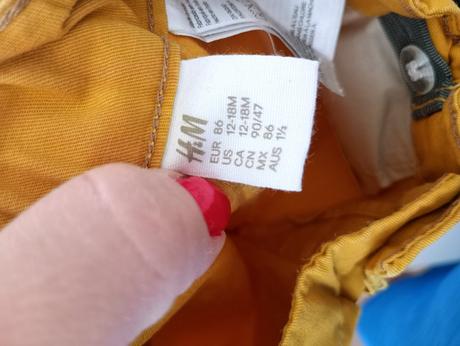 H&M
EUR 86
US 12-18M
CA 12-18M
CN 90/47
MX 86
AUS 1½